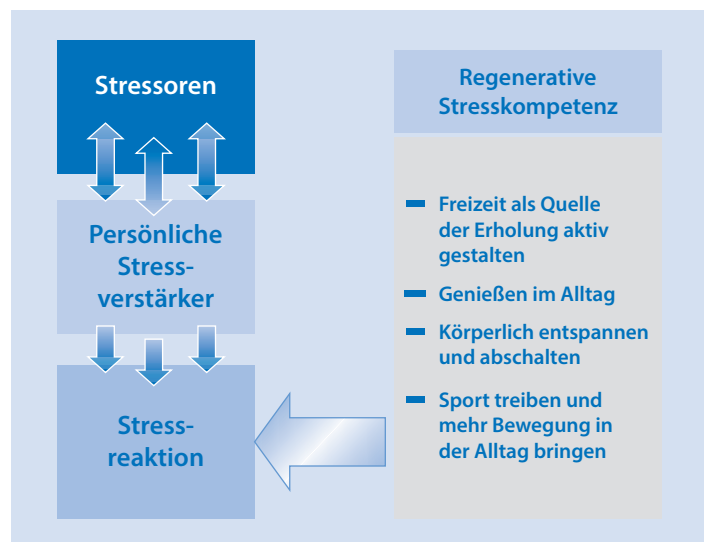 Stressoren
Persönliche
Stress-
verstärker
Stress-
reaktion
Regenerative
Stresskompetenz
Freizeit als Quelle
der Erholung aktiv
gestalten
Genießen im Alltag
Körperlich entspannen
und abschalten
Sport treiben und
mehr Bewegung in
der Alltag bringen